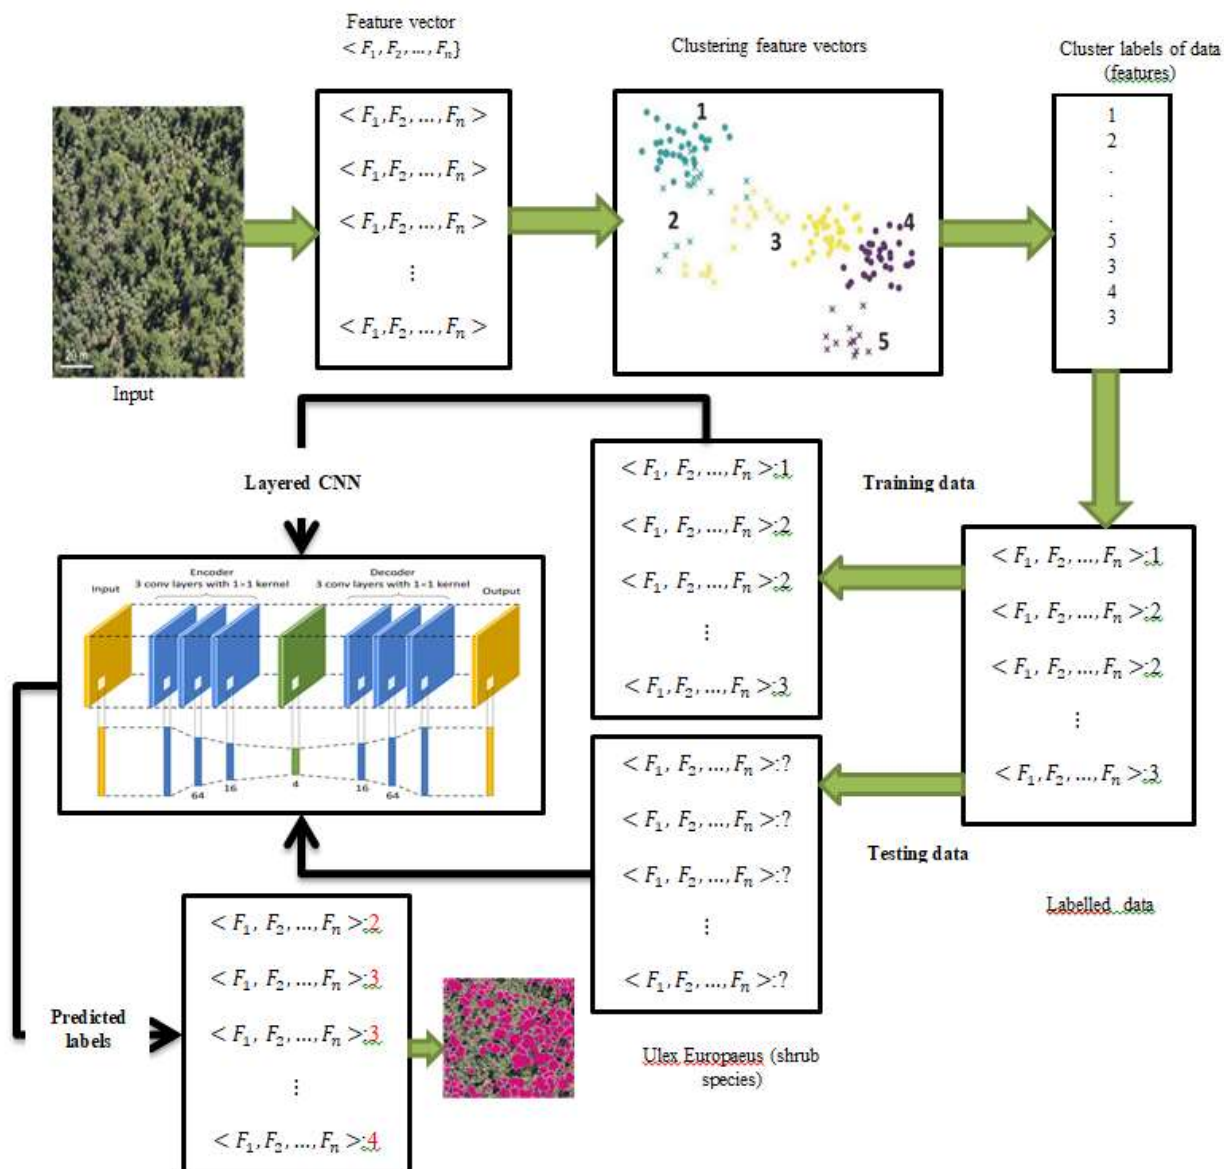 Feature vector
< F₁, F₂, ..., Fₙ}
Clustering feature vectors
Cluster labels of data
(features)
< F₁, F₂, ..., Fₙ >
< F₁, F₂, ..., Fₙ >
< F₁, F₂, ..., Fₙ >
⋮
< F₁, F₂, ..., Fₙ >
1
2
3
4
5
1
2
.
.
.
5
3
4
3
20 m
Input
Layered CNN
< F₁, F₂, ..., Fₙ >:1
< F₁, F₂, ..., Fₙ >:2
< F₁, F₂, ..., Fₙ >:2
⋮
< F₁, F₂, ..., Fₙ >:3
Training data
< F₁, F₂, ..., Fₙ >:1
< F₁, F₂, ..., Fₙ >:2
< F₁, F₂, ..., Fₙ >:2
⋮
< F₁, F₂, ..., Fₙ >:3
Labelled data
Testing data
Input
Encoder
3 conv layers with 1×1 kernel
Decoder
3 conv layers with 1×1 kernel
Output
64
16
4
16
64
< F₁, F₂, ..., Fₙ >:?
< F₁, F₂, ..., Fₙ >:?
< F₁, F₂, ..., Fₙ >:?
⋮
< F₁, F₂, ..., Fₙ >:?
Predicted
labels
< F₁, F₂, ..., Fₙ >:2
< F₁, F₂, ..., Fₙ >:3
< F₁, F₂, ..., Fₙ >:3
⋮
< F₁, F₂, ..., Fₙ >:4
Ulex Europaeus (shrub
species)